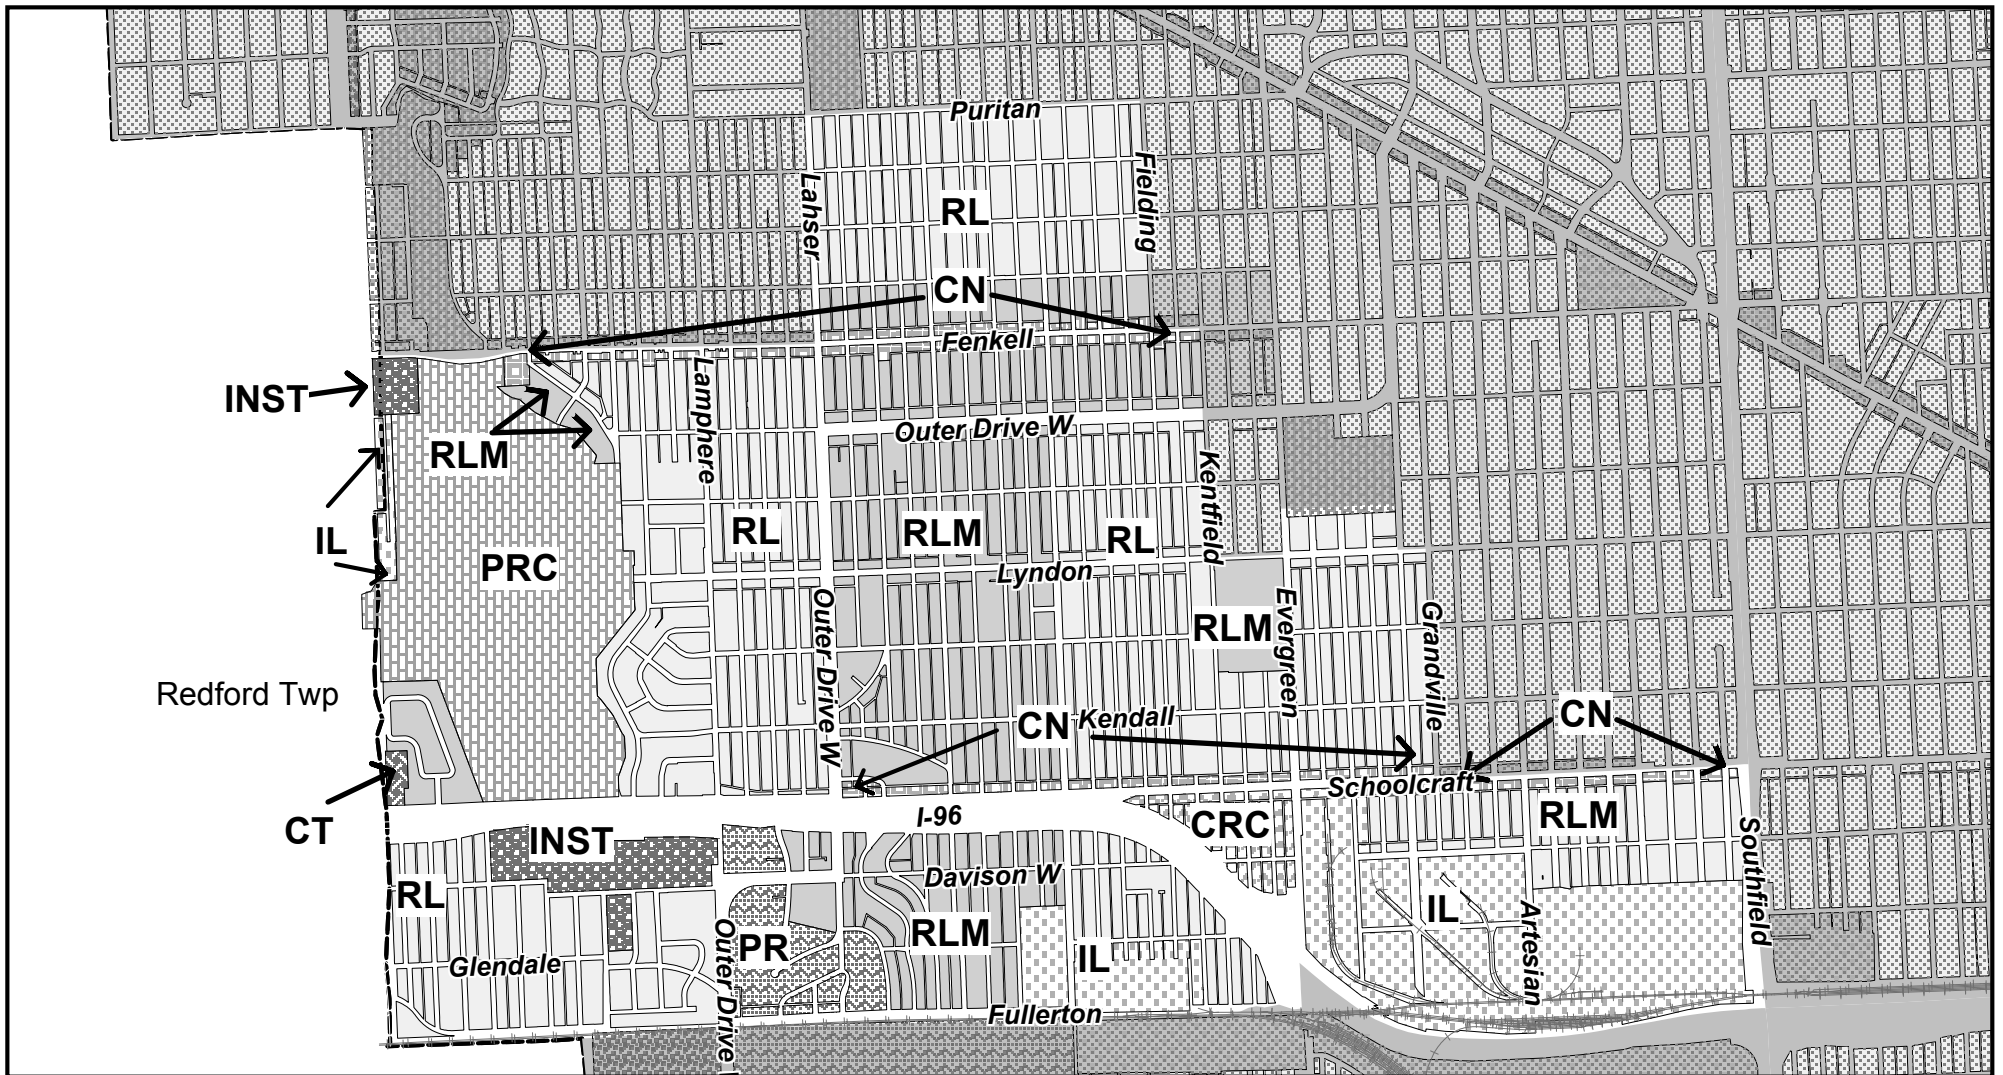 Puritan
Lahser
Fielding
RL
CN
Fenkell
INST
Lamphere
RLM
Outer Drive W
Kentfield
IL
PRC
RL
RLM
RL
Lyndon
Outer Drive W
RLM
Evergreen
Grandville
Redford Twp
CN
Kendall
CN
Schoolcraft
CT
I-96
INST
CRC
RLM
Southfield
RL
Davison W
IL
Artesian
Outer Drive
PR
RLM
IL
Glendale
Fullerton